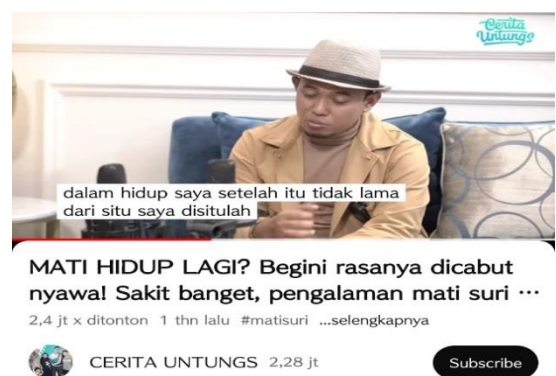 Cerita
Untungs
dalam hidup saya setelah itu tidak lama
dari situ saya disitulah
MATI HIDUP LAGI? Begini rasanya dicabut
nyawa! Sakit banget, pengalaman mati suri ...
2,4 jt x ditonton 1 thn lalu #matisuri ...selengkapnya
CERITA UNTUNGS 2,28 jt
Subscribe